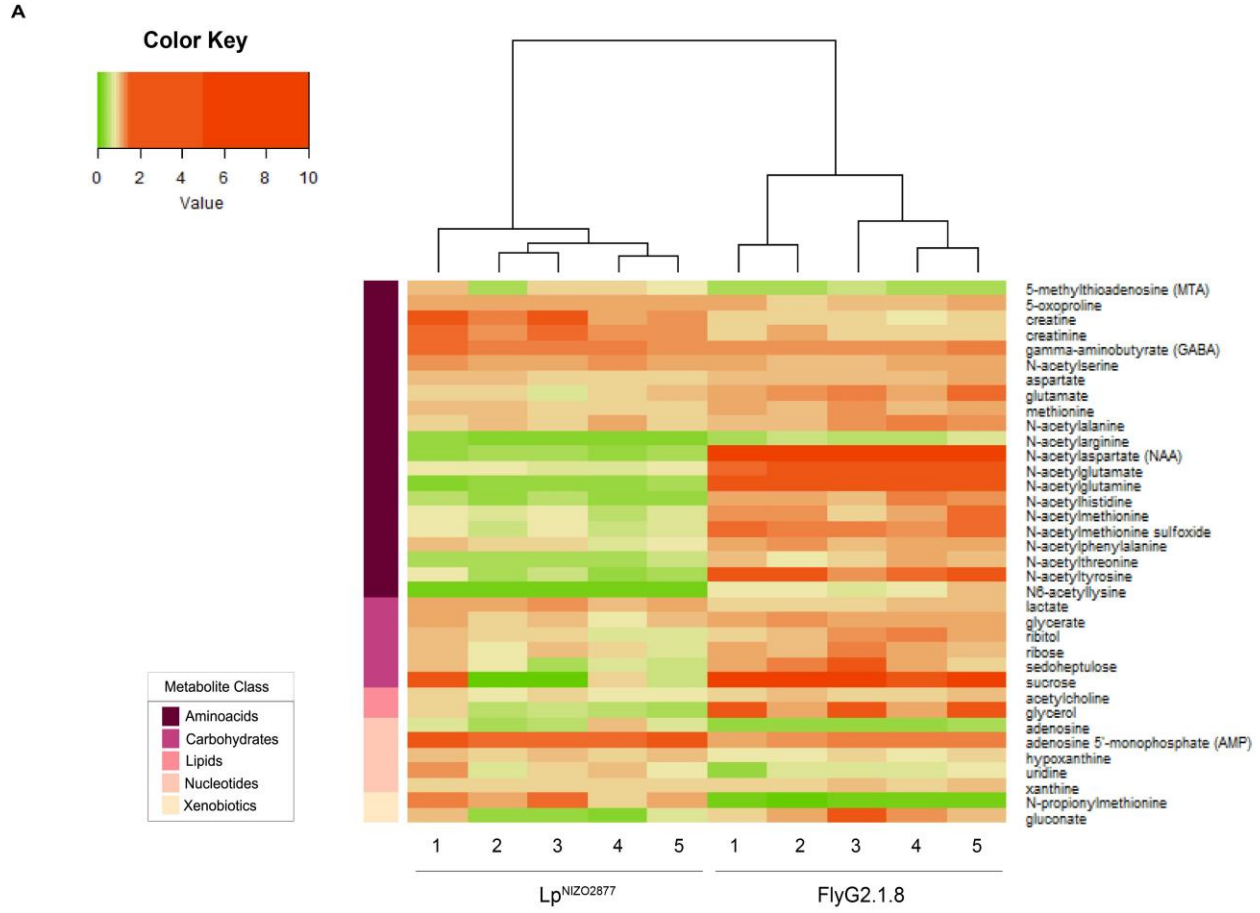 A
Color Key
0 2 4 6 8 10
Value
5-methylthioadenosine (MTA)
5-oxoproline
creatine
creatinine
gamma-aminobutyrate (GABA)
N-acetylserine
aspartate
glutamate
methionine
N-acetylalanine
N-acetylarginine
N-acetylaspartate (NAA)
N-acetylglutamate
N-acetylglutamine
N-acetylhistidine
N-acetylmethionine
N-acetylmethionine sulfoxide
N-acetylphenylalanine
N-acetylthreonine
N-acetyltyrosine
N6-acetyllysine
lactate
glycerate
ribitol
ribose
sedoheptulose
sucrose
acetylcholine
glycerol
adenosine
adenosine 5'-monophosphate (AMP)
hypoxanthine
uridine
xanthine
N-propionylmethionine
gluconate
Metabolite Class
Aminoacids
Carbohydrates
Lipids
Nucleotides
Xenobiotics
1 2 3 4 5 1 2 3 4 5
Lp^NIZO2877 FlyG2.1.8